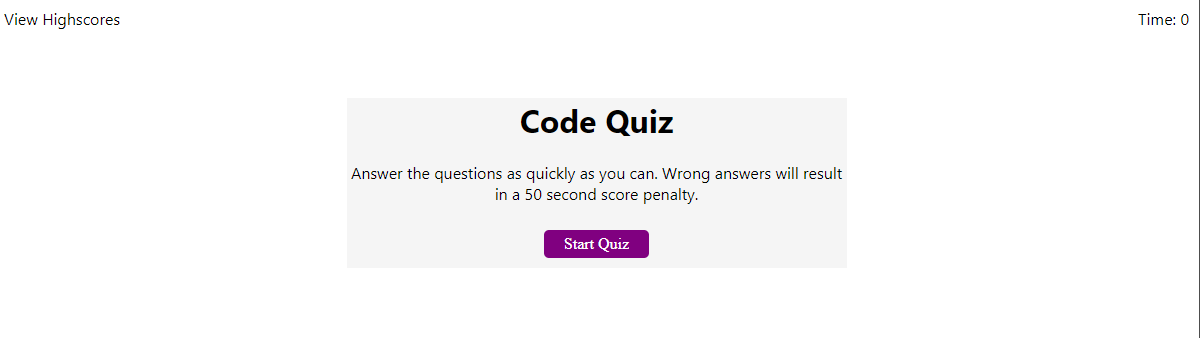 View Highscores
Time: 0
Code Quiz
Answer the questions as quickly as you can. Wrong answers will result
in a 50 second score penalty.
Start Quiz